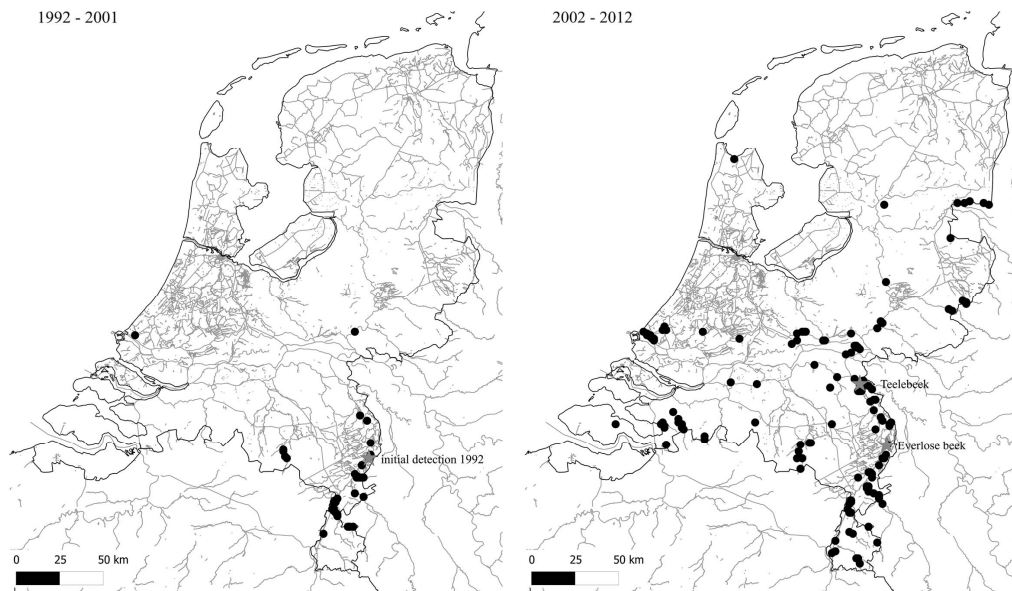 1992 - 2001
initial detection 1992
0 25 50 km
2002 - 2012
Teelebeek
Everlose beek
0 25 50 km